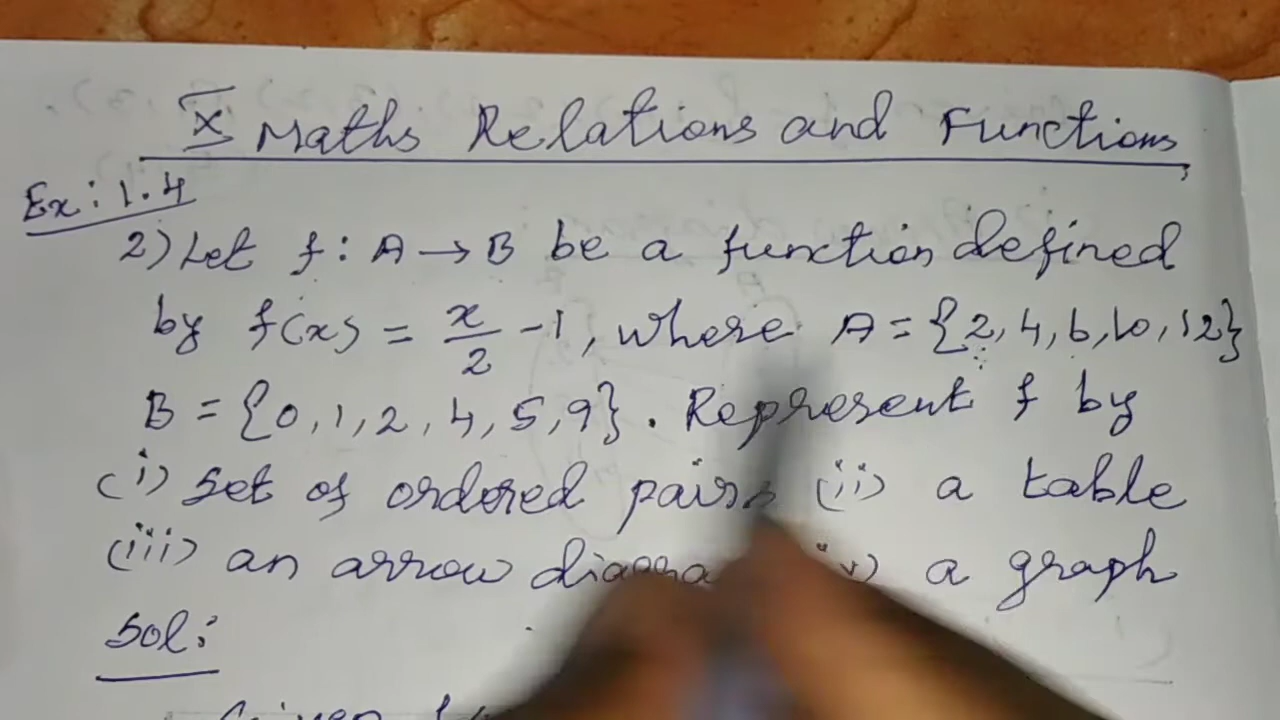 X Maths Relations and Functions
Ex: 1.4
2) Let f : A → B be a function defined
by f(x) = x/2 - 1, where A = {2, 4, 6, 10, 12}
B = {0, 1, 2, 4, 5, 9}. Represent f by
(i) set of ordered pairs (ii) a table
(iii) an arrow (iv) a graph
Sol:
Given